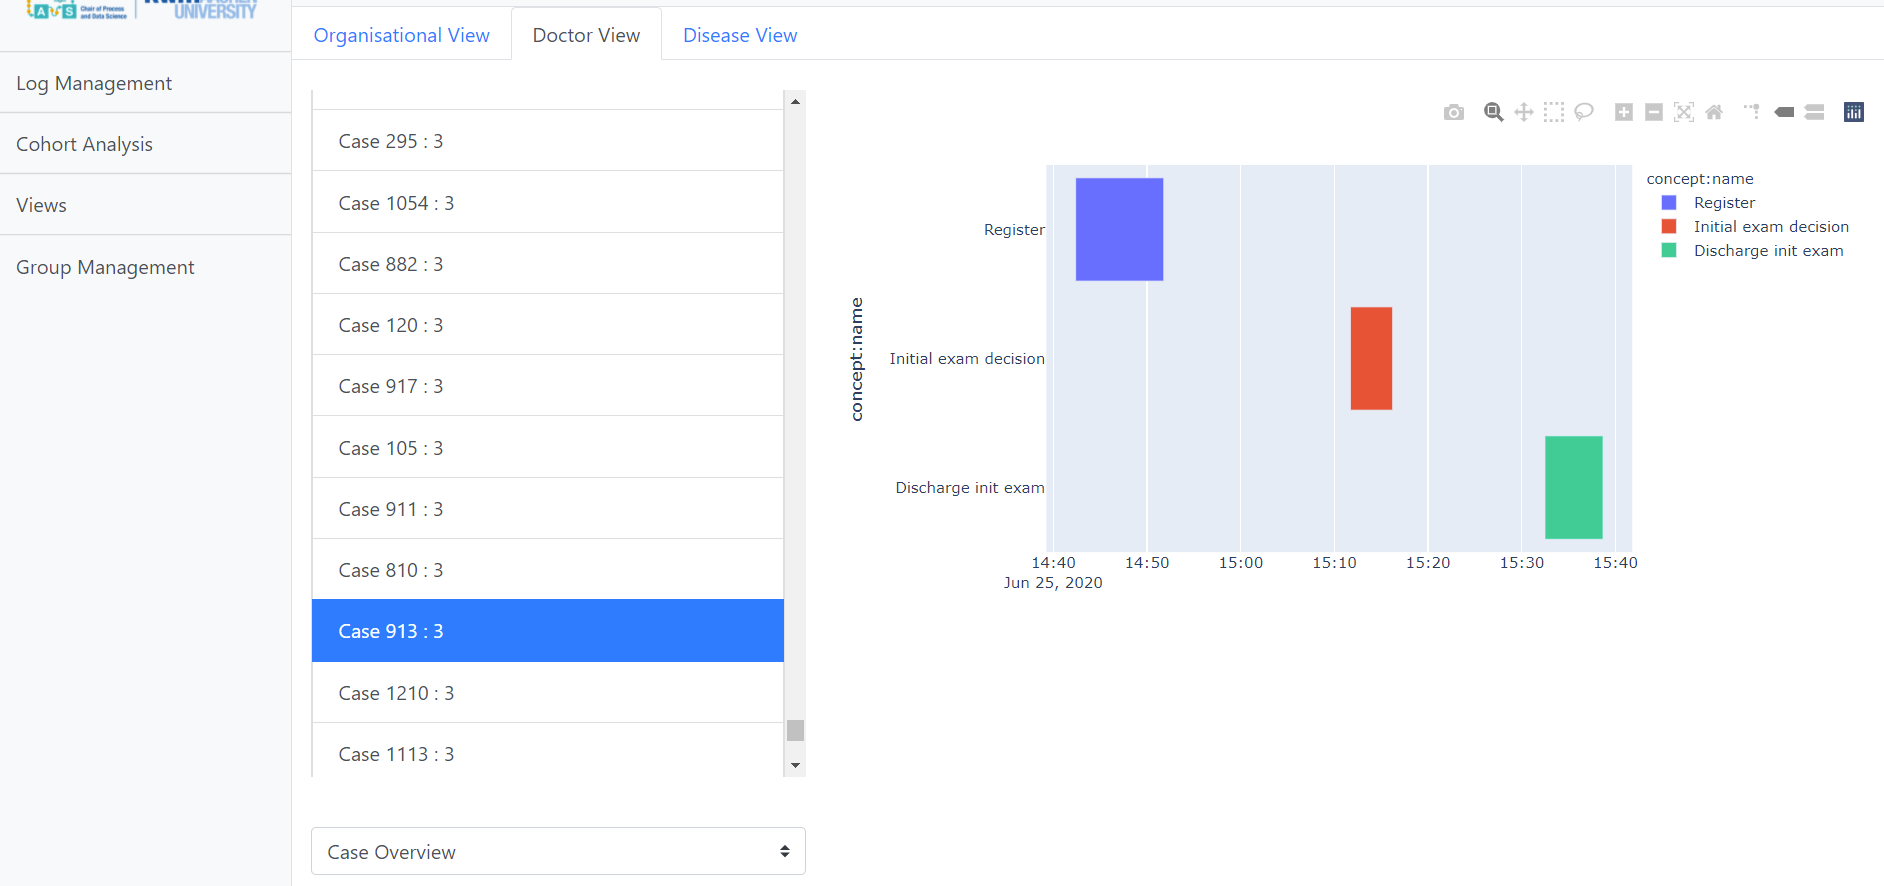 Chair of Process
and Data Science
UNIVERSITY
Log Management
Cohort Analysis
Views
Group Management
Organisational View
Doctor View
Disease View
Case 295 : 3
Case 1054 : 3
Case 882 : 3
Case 120 : 3
Case 917 : 3
Case 105 : 3
Case 911 : 3
Case 810 : 3
Case 913 : 3
Case 1210 : 3
Case 1113 : 3
Case Overview
concept:name
Register
Initial exam decision
Discharge init exam
14:40
14:50
15:00
15:10
15:20
15:30
15:40
Jun 25, 2020
concept:name
Register
Initial exam decision
Discharge init exam